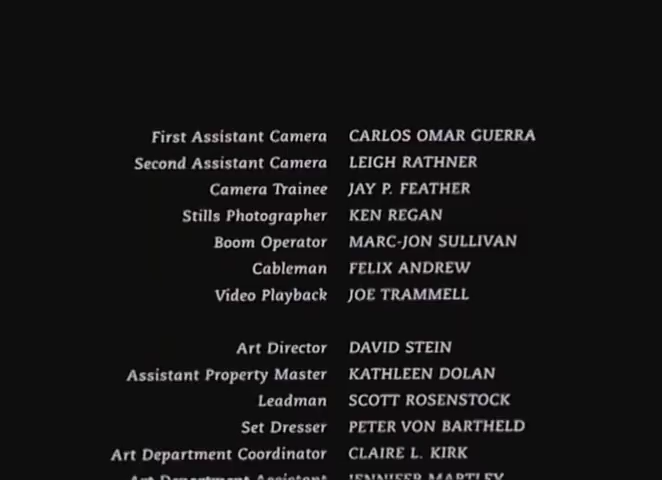 First Assistant Camera CARLOS OMAR GUERRA
Second Assistant Camera LEIGH RATHNER
Camera Trainee JAY P. FEATHER
Stills Photographer KEN REGAN
Boom Operator MARC-JON SULLIVAN
Cableman FELIX ANDREW
Video Playback JOE TRAMMELL
Art Director DAVID STEIN
Assistant Property Master KATHLEEN DOLAN
Leadman SCOTT ROSENSTOCK
Set Dresser PETER VON BARTHELD
Art Department Coordinator CLAIRE L. KIRK
Art Department Assistant JENNIFER MARTLEY